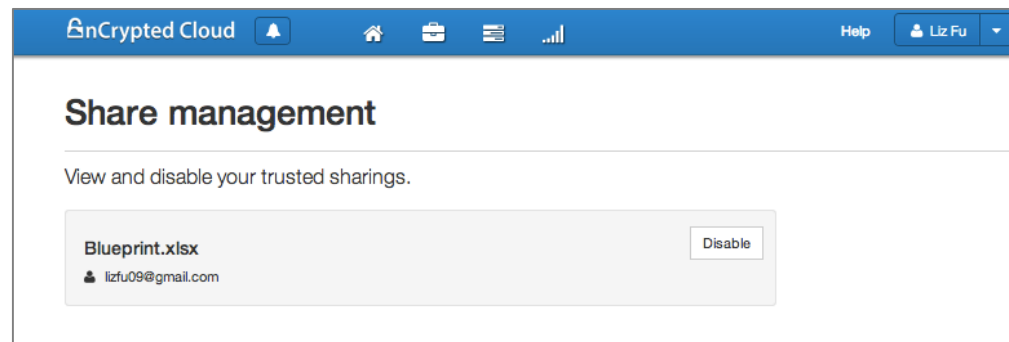 nCrypted Cloud
Help
Liz Fu
Share management
View and disable your trusted sharings.
Blueprint.xlsx
Disable
lizfu09@gmail.com